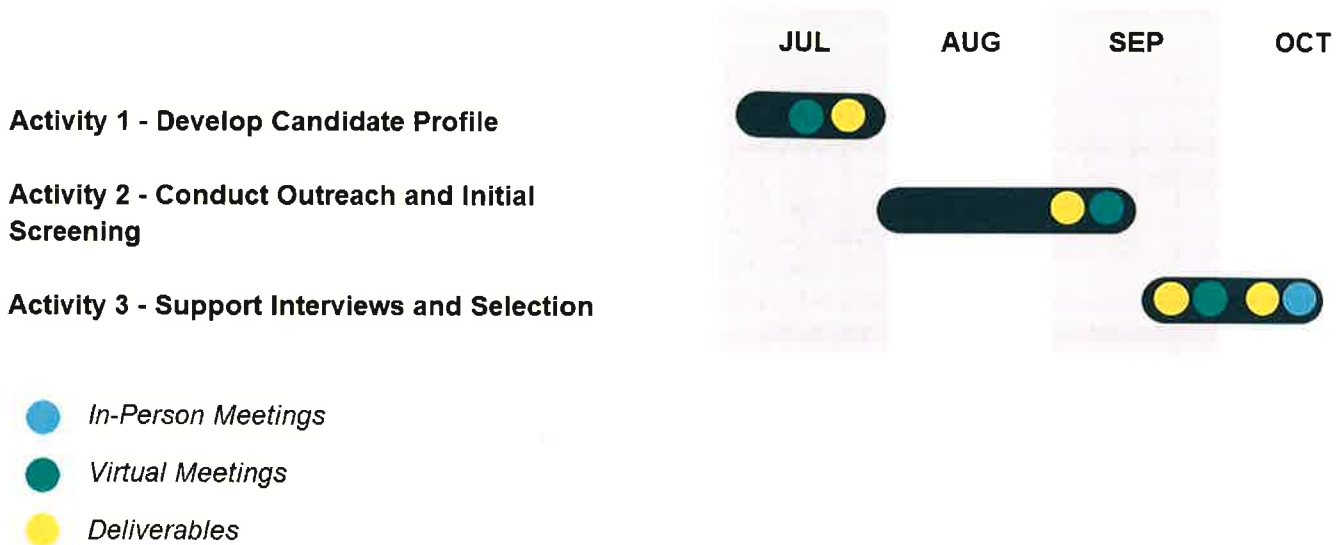 JUL AUG SEP OCT
Activity 1 - Develop Candidate Profile
Activity 2 - Conduct Outreach and Initial
Screening
Activity 3 - Support Interviews and Selection
In-Person Meetings
Virtual Meetings
Deliverables